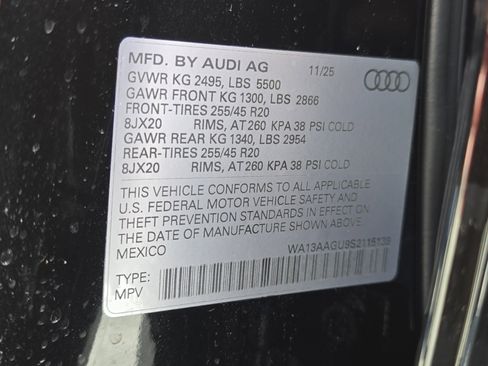 MFD. BY AUDI AG 11/25
GVWR KG 2495, LBS 5500
GAWR FRONT KG 1300, LBS 2866
FRONT-TIRES 255/45 R20
8JX20 RIMS, AT 260 KPA 38 PSI COLD
GAWR REAR KG 1340, LBS 2954
REAR-TIRES 255/45 R20
8JX20 RIMS, AT 260 KPA 38 PSI COLD
THIS VEHICLE CONFORMS TO ALL APPLICABLE
U.S. FEDERAL MOTOR VEHICLE SAFETY AND
THEFT PREVENTION STANDARDS IN EFFECT ON
THE DATE OF MANUFACTURE SHOWN ABOVE
MEXICO
TYPE:
MPV